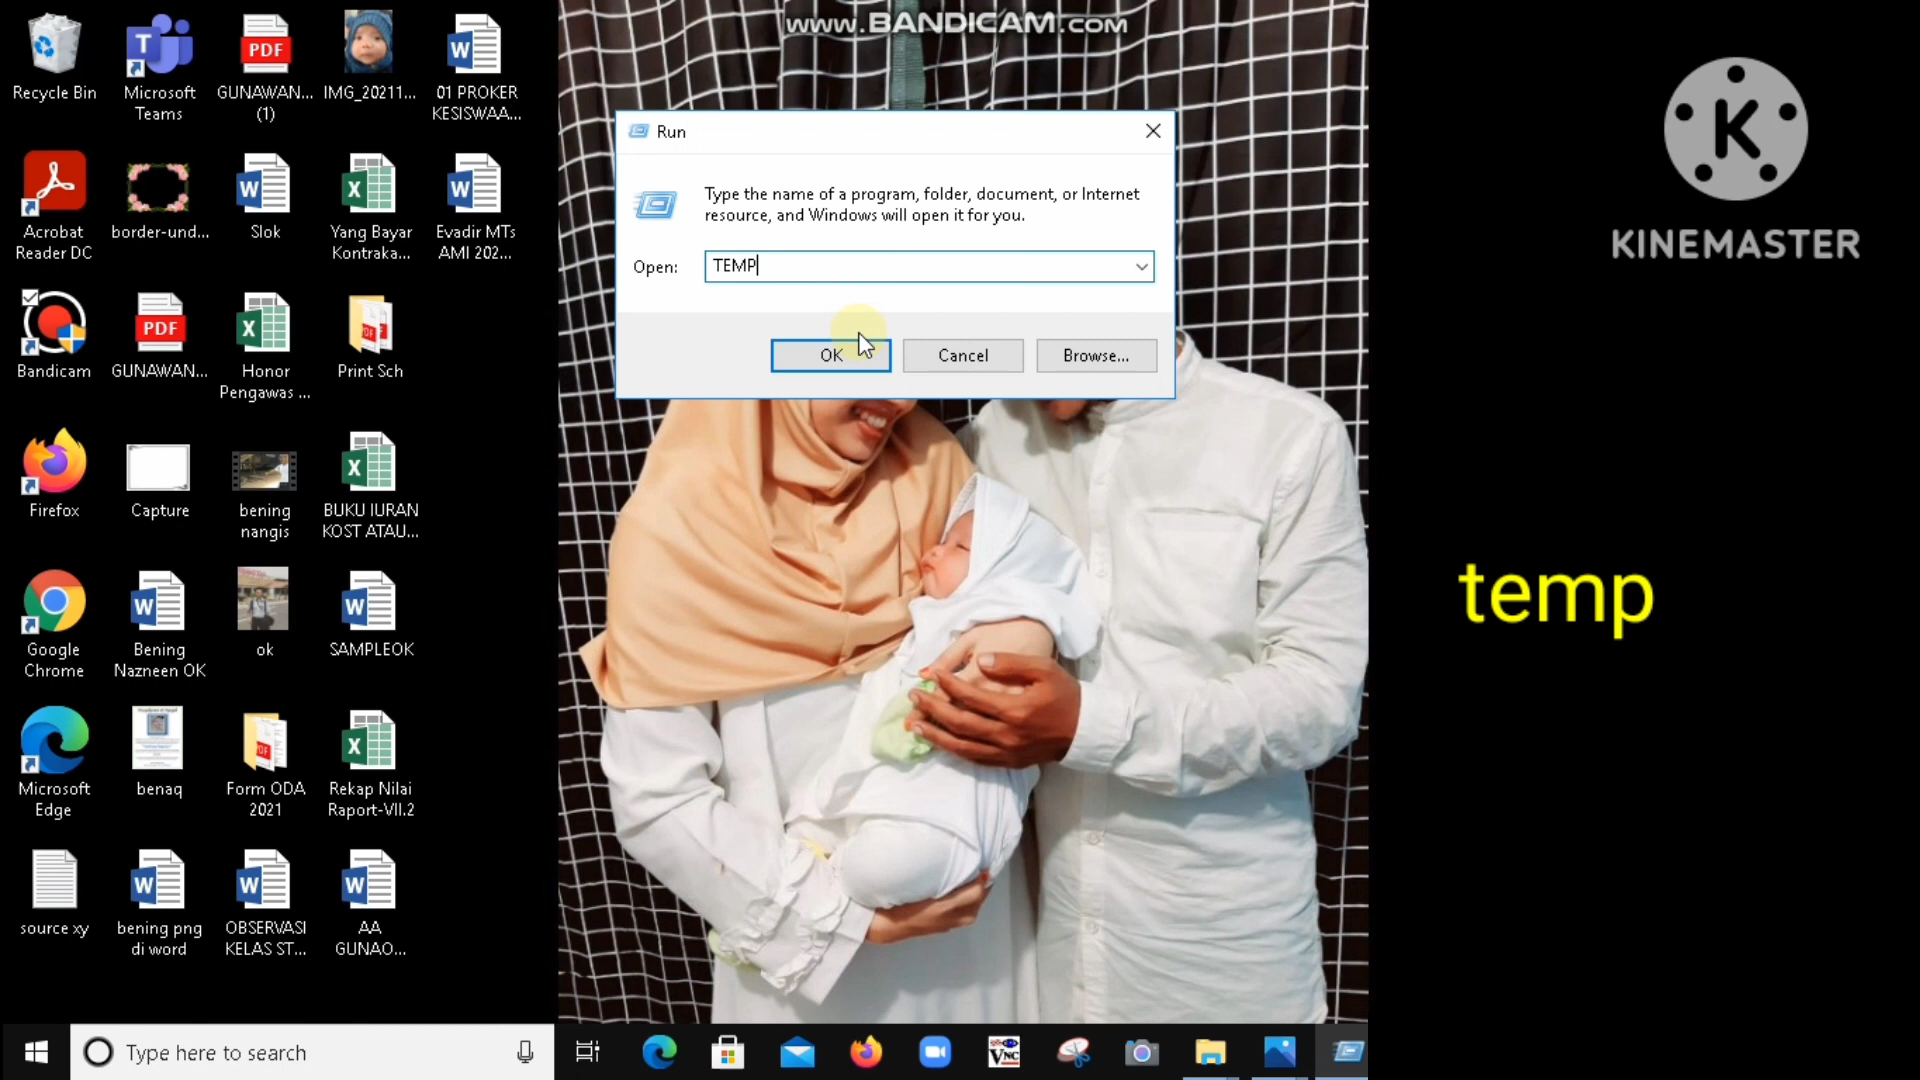 www.BANDICAM.com
Recycle Bin
Microsoft
Teams
PDF
GUNAWAN...
(1)
IMG_20211...
01 PROKER
KESISWAA...
Acrobat
Reader DC
border-und...
Slok
Yang Bayar
Kontraka...
Evadir MTs
AMI 202...
Bandicam
PDF
GUNAWAN...
Honor
Pengawas ...
Print Sch
Firefox
Capture
bening
nangis
BUKU IURAN
KOST ATAU...
Google
Chrome
Bening
Nazneen OK
ok
SAMPLEOK
Microsoft
Edge
benaq
Form ODA
2021
Rekap Nilai
Raport-VII.2
source xy
bening png
di word
OBSERVASI
KELAS ST...
AA
GUNAO...
Run
Type the name of a program, folder, document, or Internet
resource, and Windows will open it for you.
Open:
TEMP
OK
Cancel
Browse...
K
KINEMASTER
temp
Type here to search
VNC